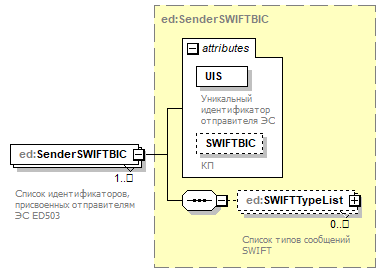 ed:SenderSWIFTBIC
attributes
UIS
Уникальный
идентификатор
отправителя ЭС
SWIFTBIC
КП
ed:SenderSWIFTBIC
1..□
Список идентификаторов,
присвоенных отправителям
ЭС ED503
ed:SWIFTTypeList
0..□
Список типов сообщений
SWIFT